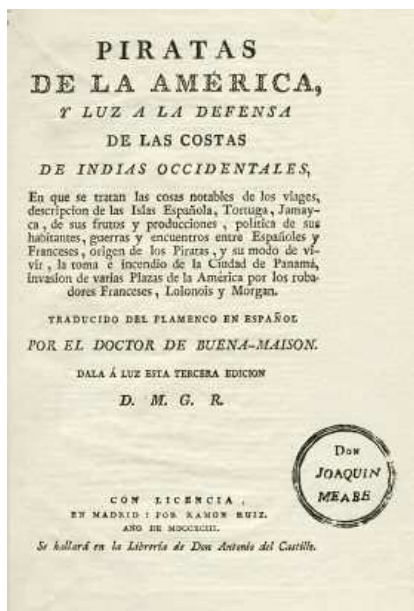 PIRATAS
DE LA AMÉRICA,
Y LUZ A LA DEFENSA
DE LAS COSTAS
DE INDIAS OCCIDENTALES,
En que se tratan las cosas notables de los viages,
descripcion de las Islas Española, Tortuga, Jamay-
ca, de sus frutos y producciones, política de sus
habitantes, guerras y encuentros entre Españoles y
Franceses, origen de los Piratas, y su modo de vi-
vir, la toma é incendio de la Ciudad de Panamá,
invasion de varias Plazas de la América por los roba-
dores Franceses, Lolonois y Morgan.
TRADUCIDO DEL FLAMENCO EN ESPAÑOL
POR EL DOCTOR DE BUENA-MAISON.
DALA Á LUZ ESTA TERCERA EDICION
D. M. G. R.
DON
JOAQUIN
MEABE
CON LICENCIA,
EN MADRID: POR RAMON RUIZ.
AÑO DE MDCCXCIII.
Se hallará en la Librería de Don Antonio del Castillo.